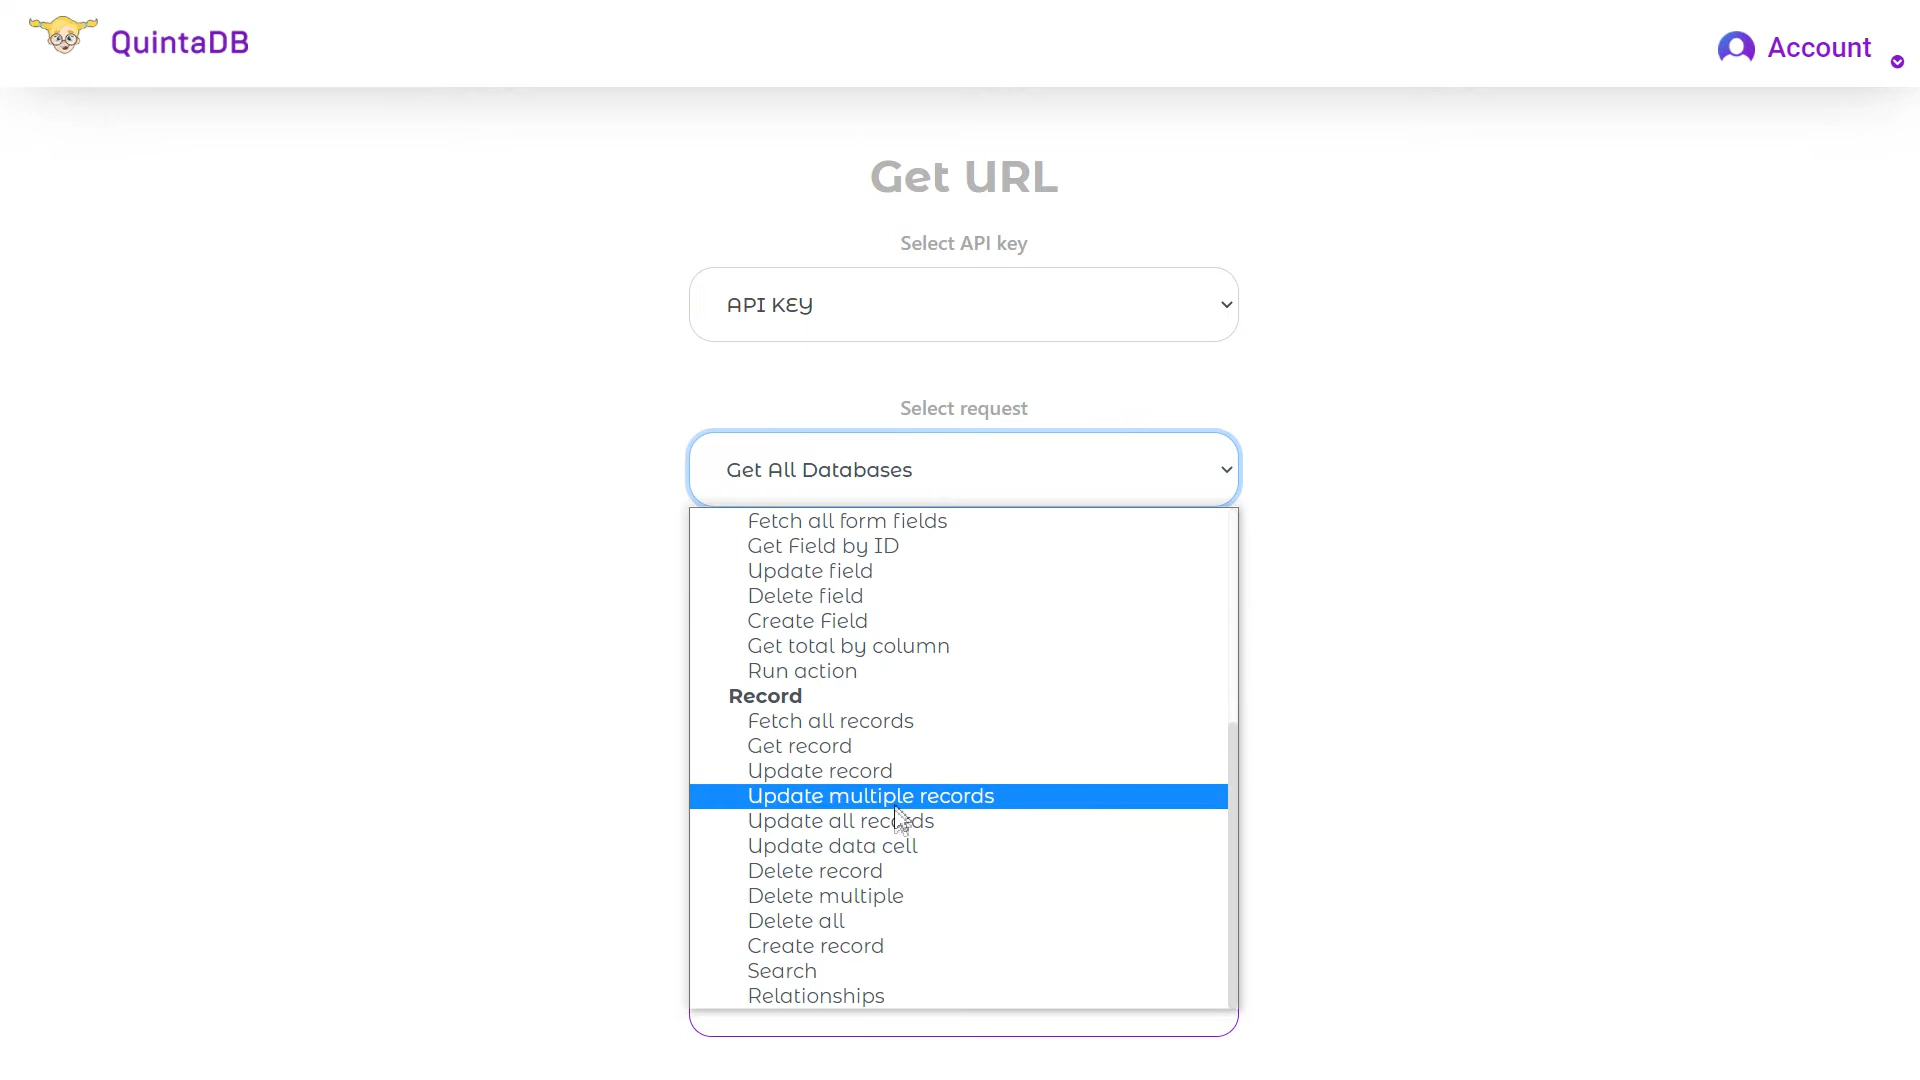 QuintaDB
Account
Get URL
Select API key
API KEY
Select request
Get All Databases
Fetch all form fields
Get Field by ID
Update field
Delete field
Create Field
Get total by column
Run action
Record
Fetch all records
Get record
Update record
Update multiple records
Update all records
Update data cell
Delete record
Delete multiple
Delete all
Create record
Search
Relationships